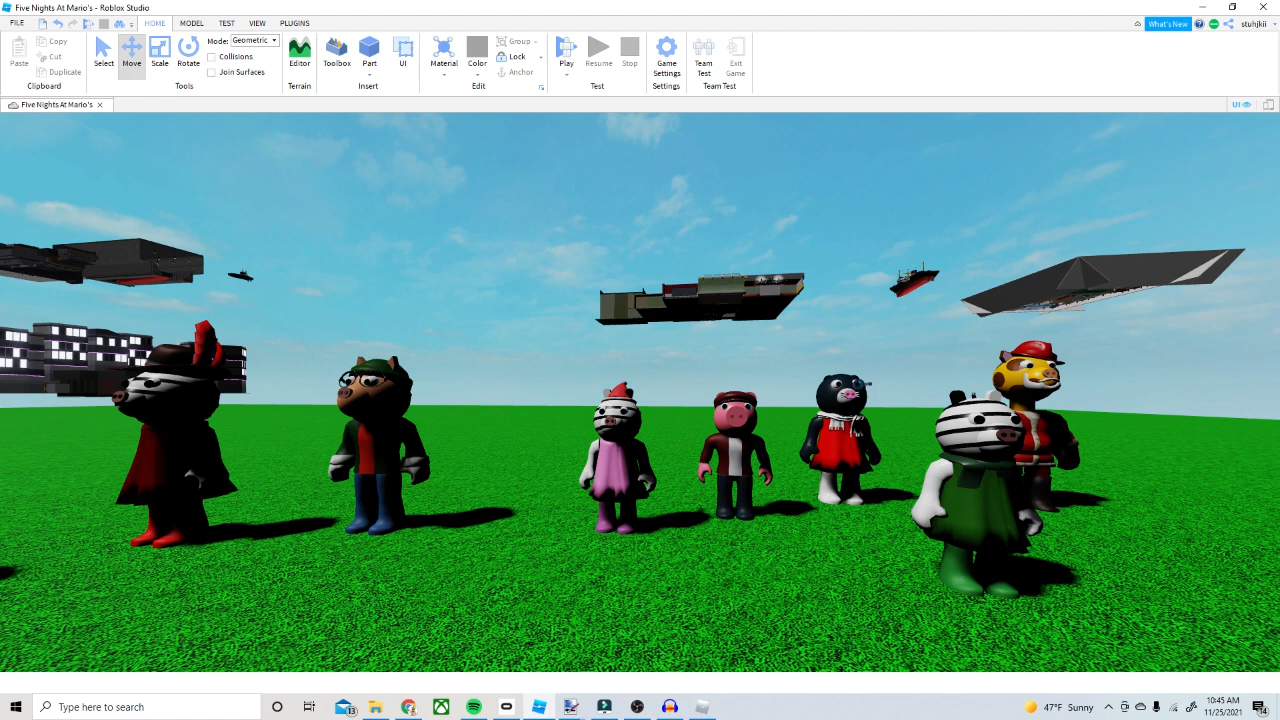 Five Nights At Mario's - Roblox Studio
FILE HOME MODEL TEST VIEW PLUGINS What's New stuhjkii
Paste Copy Cut Duplicate Clipboard
Select Move Scale Rotate Mode: Geometric Collisions Join Surfaces Tools
Editor Terrain
Toolbox Part UI Insert
Material Color Group Lock Anchor Edit
Play Resume Stop Test
Game Settings Settings
Team Test Exit Game Team Test
Five Nights At Mario's UI
Type here to search 13 47°F Sunny 10:45 AM 4
11/25/2021